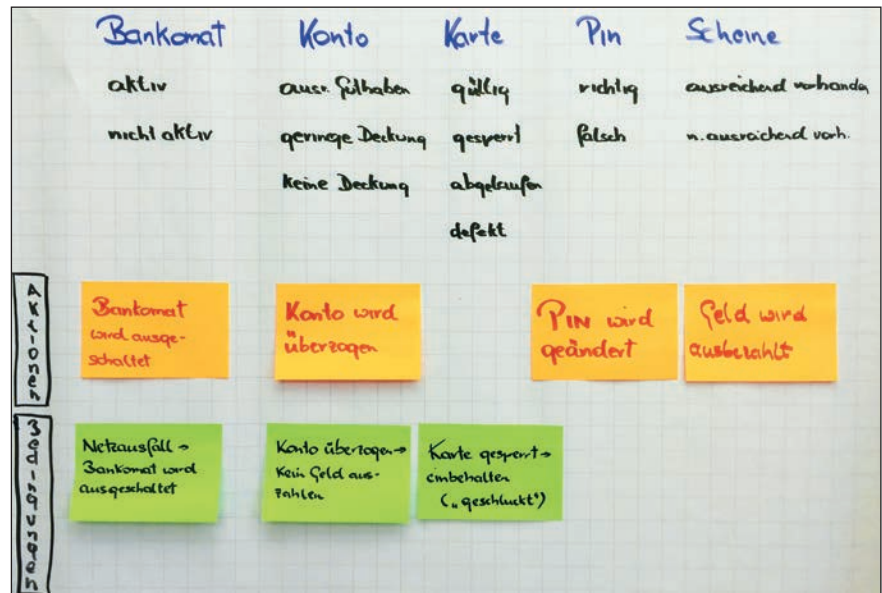 Bankomat Konto Karte Pin Scheine
aktiv ausr. Guthaben gültig richtig ausreichend vorhanden
nicht aktiv geringe Deckung gesperrt falsch n. ausreichend vorh.
keine Deckung abgelaufen
defekt
Aktionen
Bankomat
wird ausge-
schaltet
Konto wird
überzogen
PIN wird
geändert
Geld wird
ausbezahlt
Bedingungen
Netzausfall →
Bankomat wird
ausgeschaltet
Konto überzogen →
Kein Geld aus-
zahlen
Karte gesperrt →
einbehalten
(„geschluckt“)